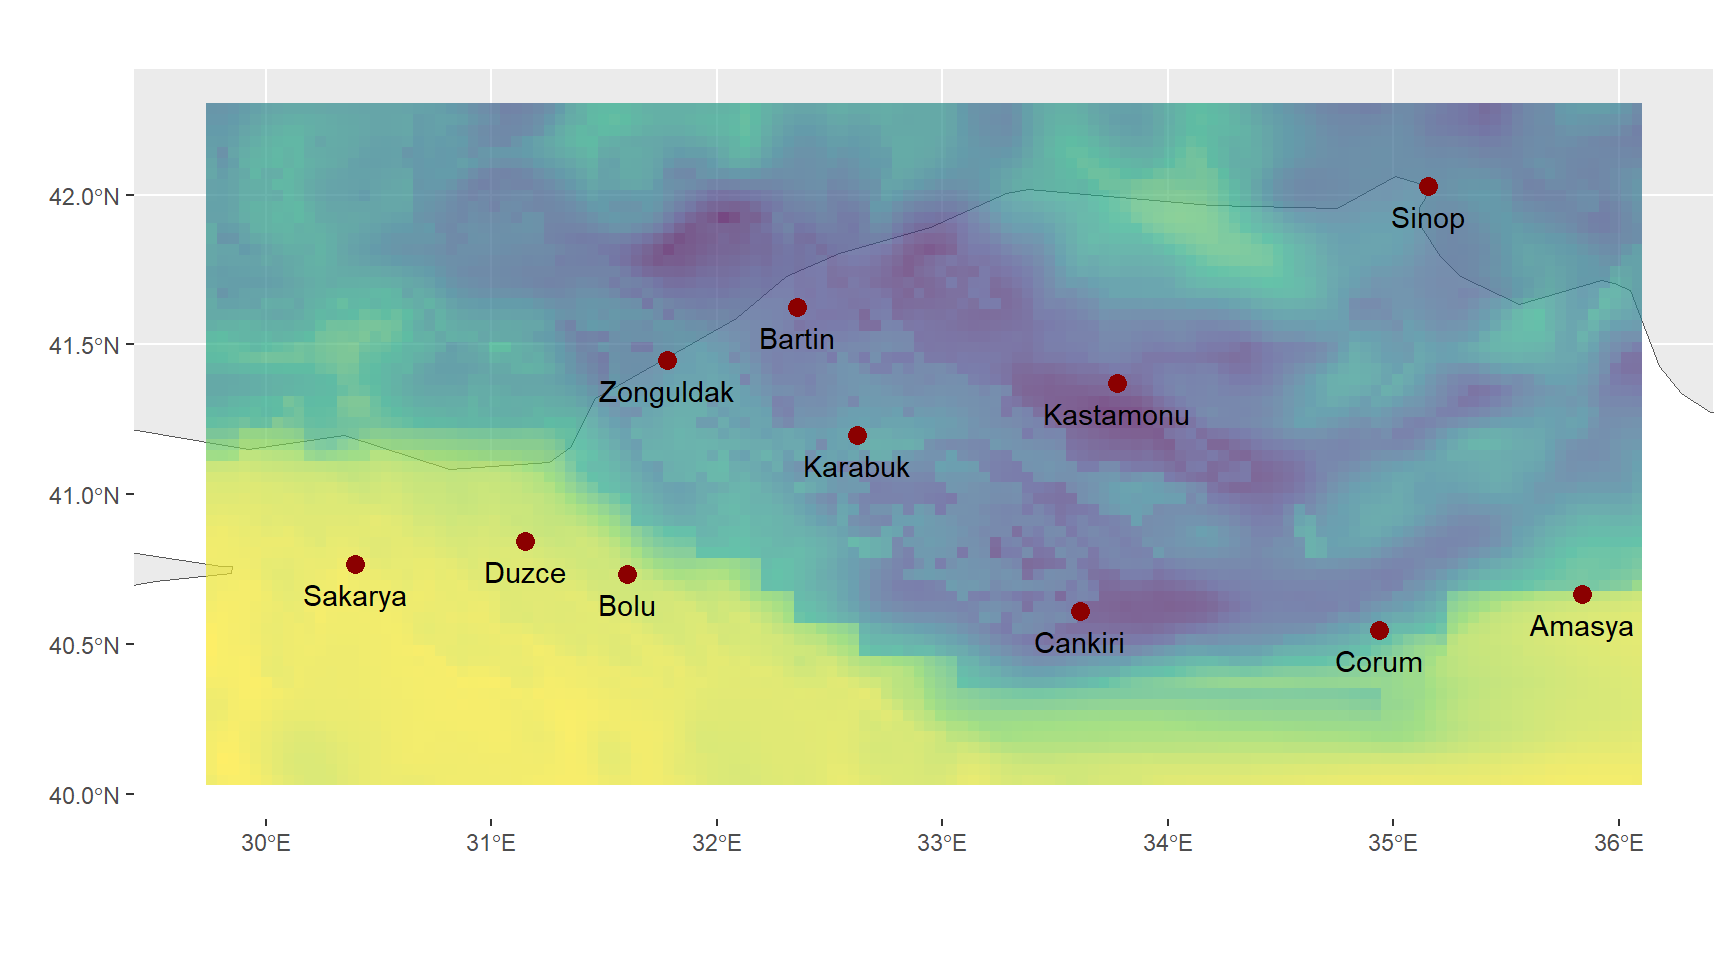 42.0°N
Sinop
41.5°N
Bartin
Zonguldak
Kastamonu
Karabuk
41.0°N
Duzce
Sakarya
Bolu
Amasya
40.5°N
Cankiri
Corum
40.0°N
30°E 31°E 32°E 33°E 34°E 35°E 36°E